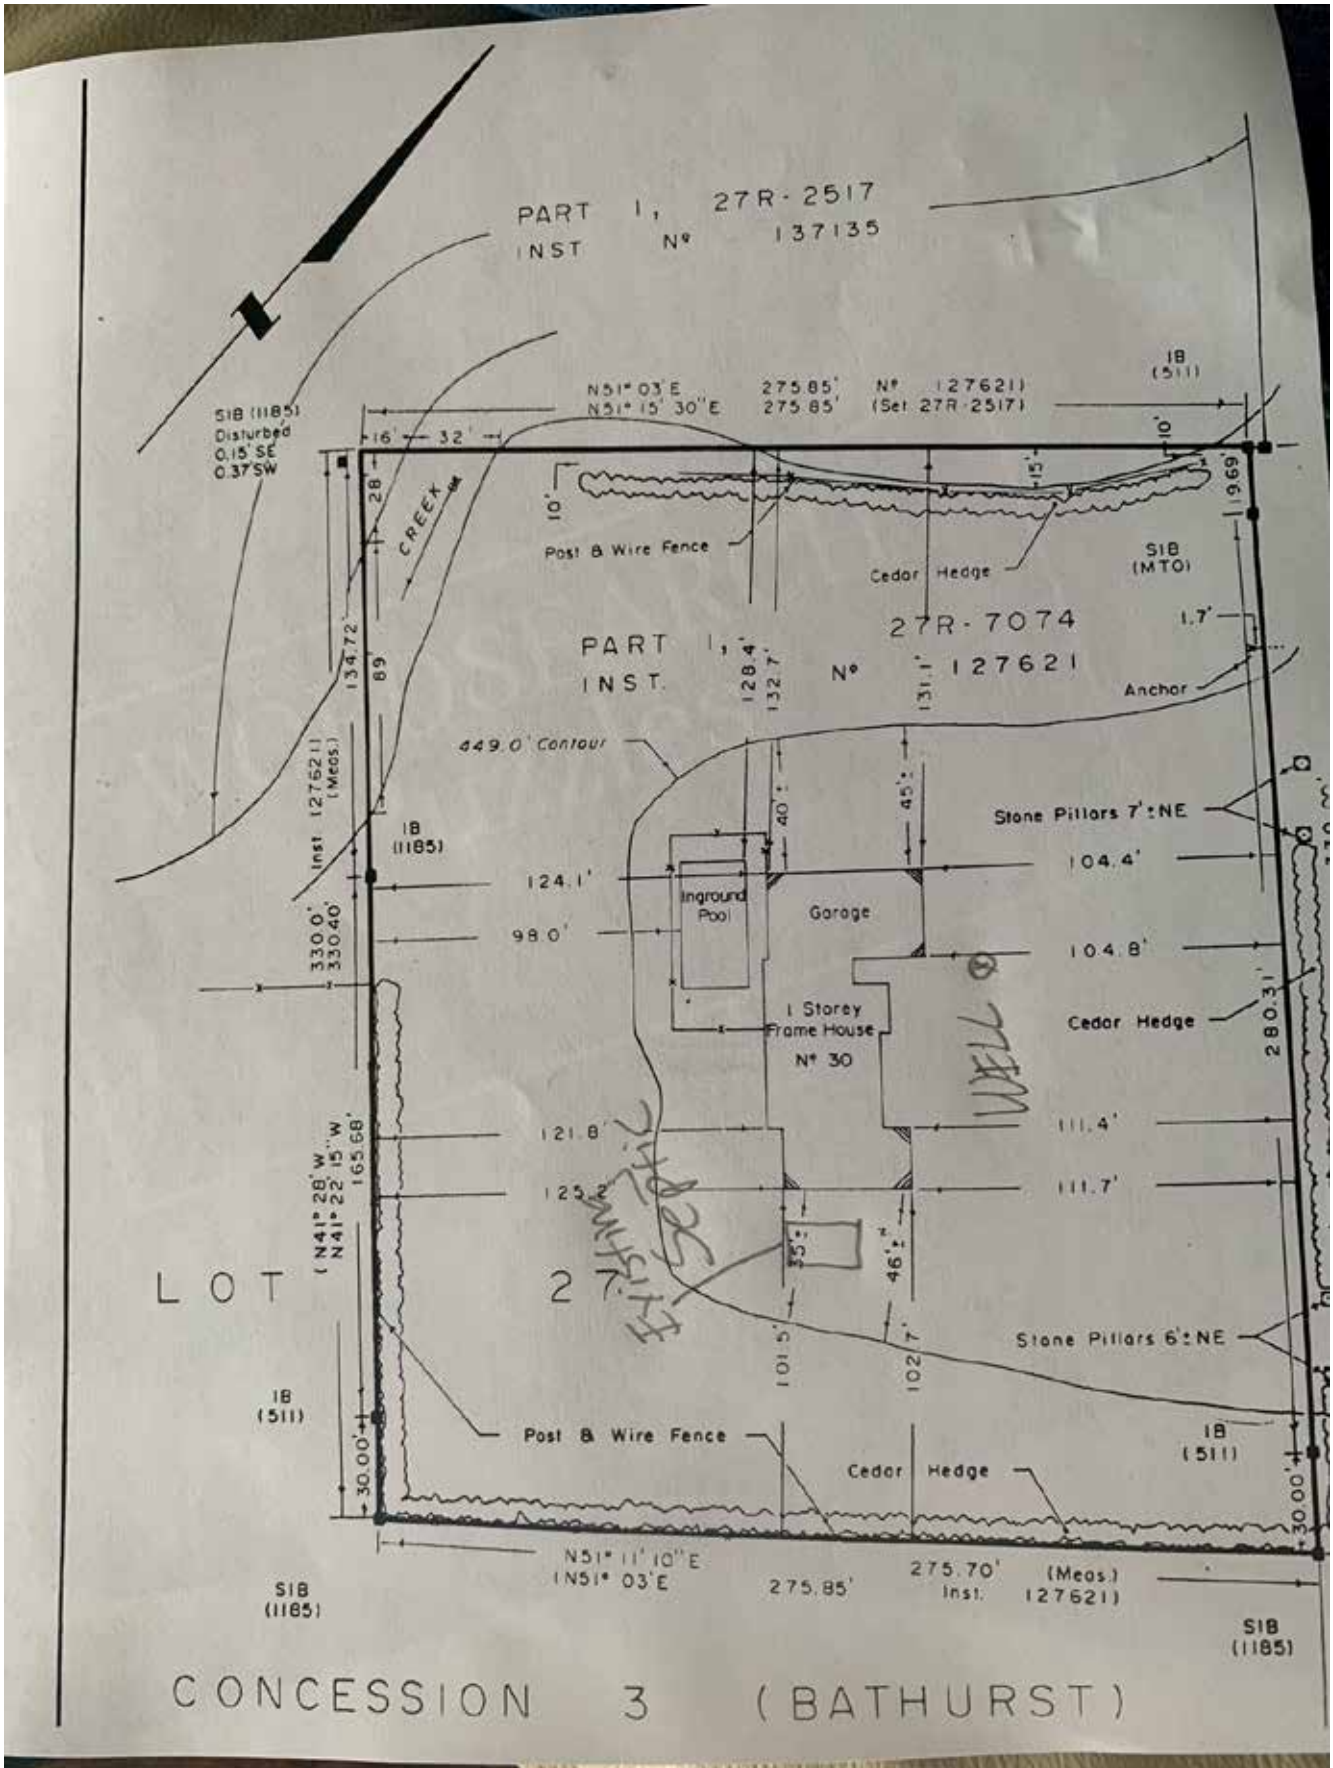 PART 1, 27R-2517
INST Nº 137135
IB
(511)
N51° 03' E 275.85' Nº 127621)
N51° 15' 30" E 275.85' (Set 27R-2517)
SIB (1185)
Disturbed
0.15' SE
0.37' SW
16' 32'
10'
15'
19.69'
28'
CREEK
10'
Post & Wire Fence
Cedar Hedge
SIB
(MTO)
134.72'
89
PART 1, 27R-7074
INST. Nº 127621
128.4'
132.7'
131.1'
1.7'
Anchor
449.0' Contour
Inst 127621)
(Meas.)
40'±
45'±
Stone Pillars 7'± NE
IB
(1185)
124.1'
104.4'
Inground
Pool
Garage
98.0'
104.8'
330.0'
330.40'
WELL
1 Storey
Frame House
Nº 30
Cedar Hedge
280.31'
121.8'
111.4'
125.2'
111.7'
(N41° 28' W
N41° 22' 15" W
165.68'
EXISTING
SEPTIC
35'±
46'±
LOT 27
101.5'
102.7'
Stone Pillars 6'± NE
IB
(511)
30.00'
Post & Wire Fence
Cedar Hedge
IB
(511)
30.00'
N51° 11' 10" E 275.70' (Meas.)
(N51° 03' E 275.85' Inst. 127621)
SIB
(1185)
SIB
(1185)
CONCESSION 3 (BATHURST)